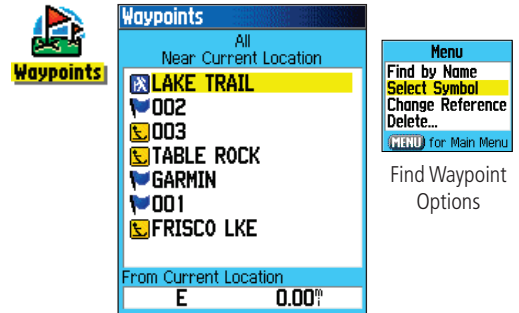 Waypoints
Waypoints
All
Near Current Location
LAKE TRAIL
002
003
TABLE ROCK
GARMIN
001
FRISCO LKE
From Current Location
E 0.00mi
Menu
Find by Name
Select Symbol
Change Reference
Delete...
MENU for Main Menu
Find Waypoint
Options